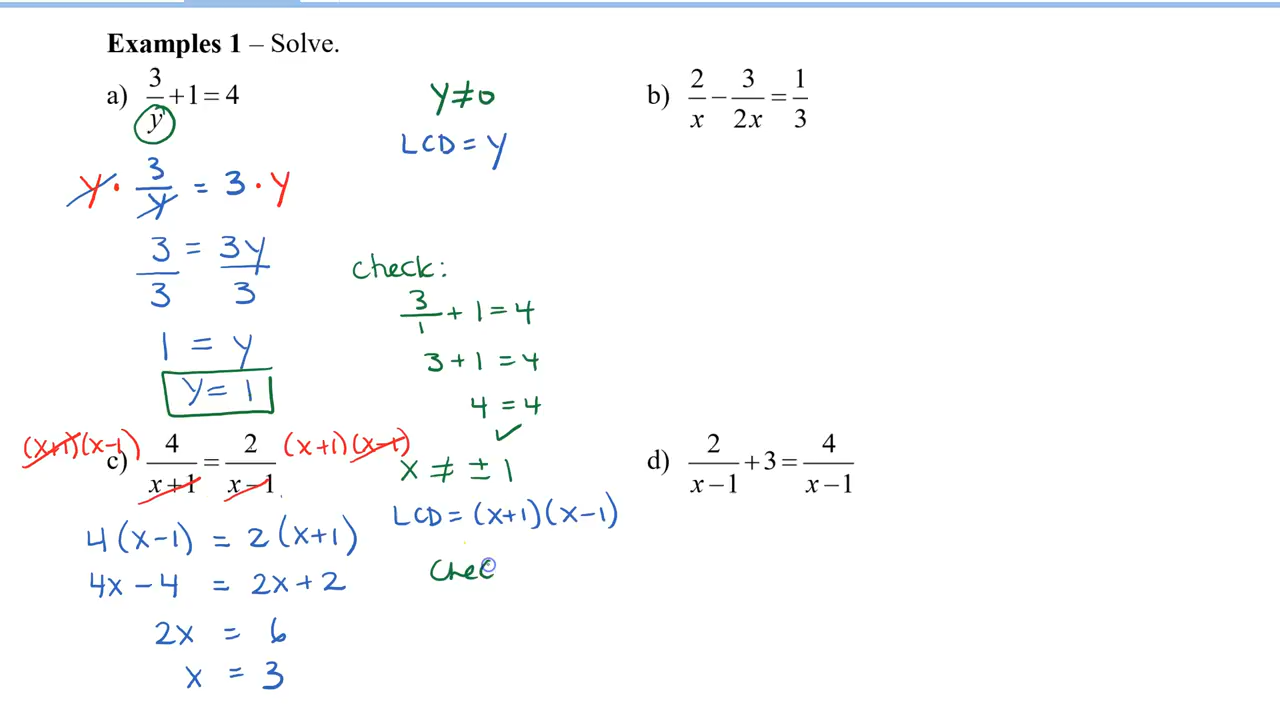 Examples 1 – Solve.
a) 3/y + 1 = 4
y ≠ 0
LCD = y
y · 3/y = 3 · y
3/3 = 3y/3
1 = y
y = 1
check:
3/1 + 1 = 4
3 + 1 = 4
4 = 4
✓
b) 2/x − 3/2x = 1/3
c) (x+1)(x-1) 4/x+1 = 2/x−1 (x+1)(x-1)
4(x-1) = 2(x+1)
4x - 4 = 2x + 2
2x = 6
x = 3
x ≠ ± 1
LCD = (x+1)(x-1)
Chec
d) 2/x−1 + 3 = 4/x−1